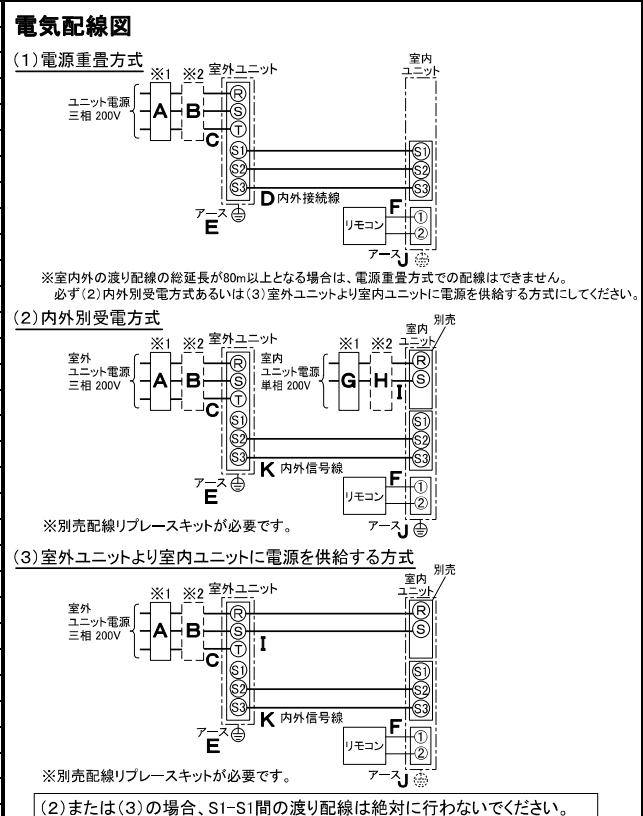 電気配線図
(1)電源重畳方式
※1 ※2 室外ユニット
室内
ユニット
ユニット電源
三相 200V
A B C
R
S
T
S1
S2
S3
S1
S2
S3
D 内外接続線
アース
E
F
リモコン
①
②
アース J
※室内外の渡り配線の総延長が80m以上となる場合は、電源重畳方式での配線はできません。
必ず(2)内外別受電方式あるいは(3)室外ユニットより室内ユニットに電源を供給する方式にしてください。
(2)内外別受電方式
※1 ※2 室外ユニット
※1 ※2
室内
ユニット
別売
室外
ユニット電源
三相 200V
A B C
R
S
T
S1
S2
S3
室内
ユニット電源
単相 200V
G H I
R
S
S1
S2
S3
K 内外信号線
アース
E
F
リモコン
①
②
アース J
※別売配線リプレースキットが必要です。
(3)室外ユニットより室内ユニットに電源を供給する方式
※1 ※2 室外ユニット
室内
ユニット
別売
室外
ユニット電源
三相 200V
A B C
R
S
T
S1
S2
S3
I
R
S
S1
S2
S3
K 内外信号線
アース
E
F
リモコン
①
②
アース J
※別売配線リプレースキットが必要です。
(2)または(3)の場合、S1-S1間の渡り配線は絶対に行わないでください。